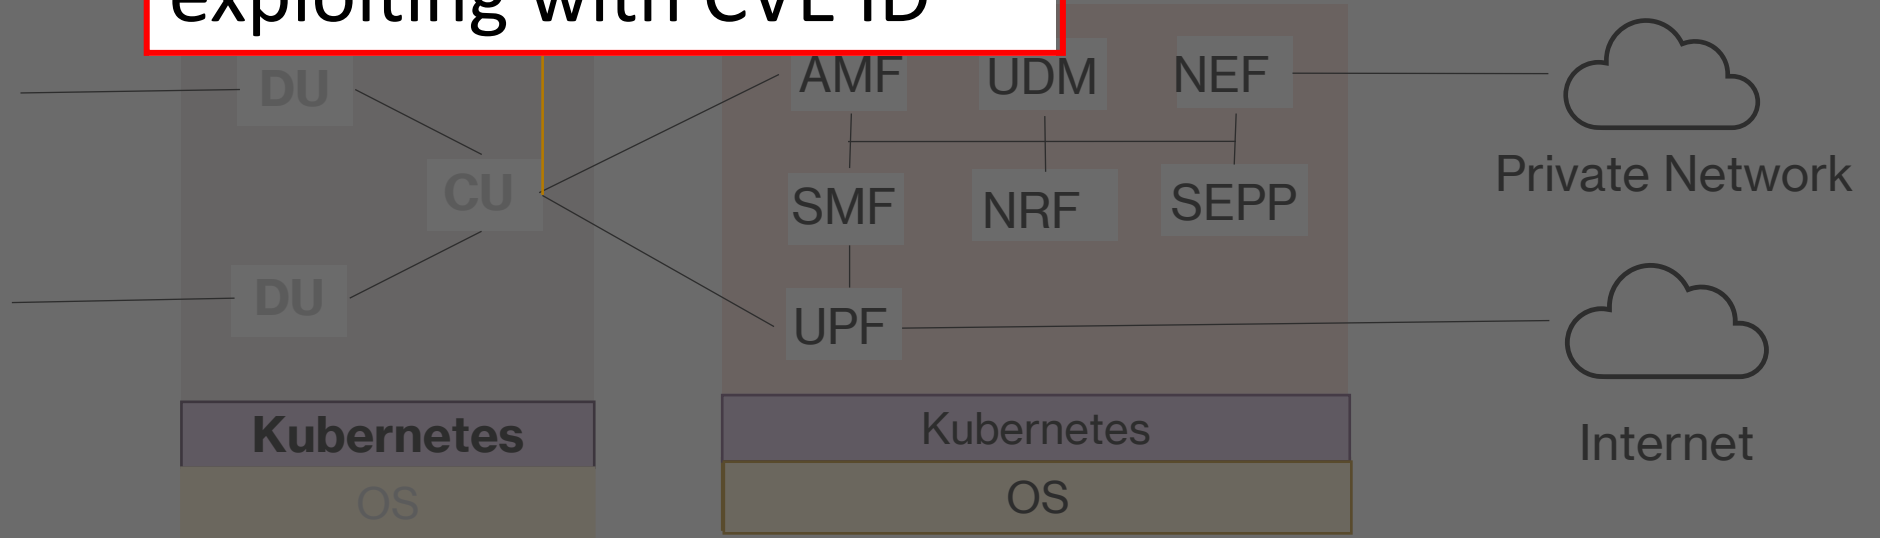 exploiting with CVE ID
DU
AMF
UDM
NEF
CU
SMF
NRF
SEPP
Private Network
DU
UPF
Kubernetes
Kubernetes
Internet
OS
OS